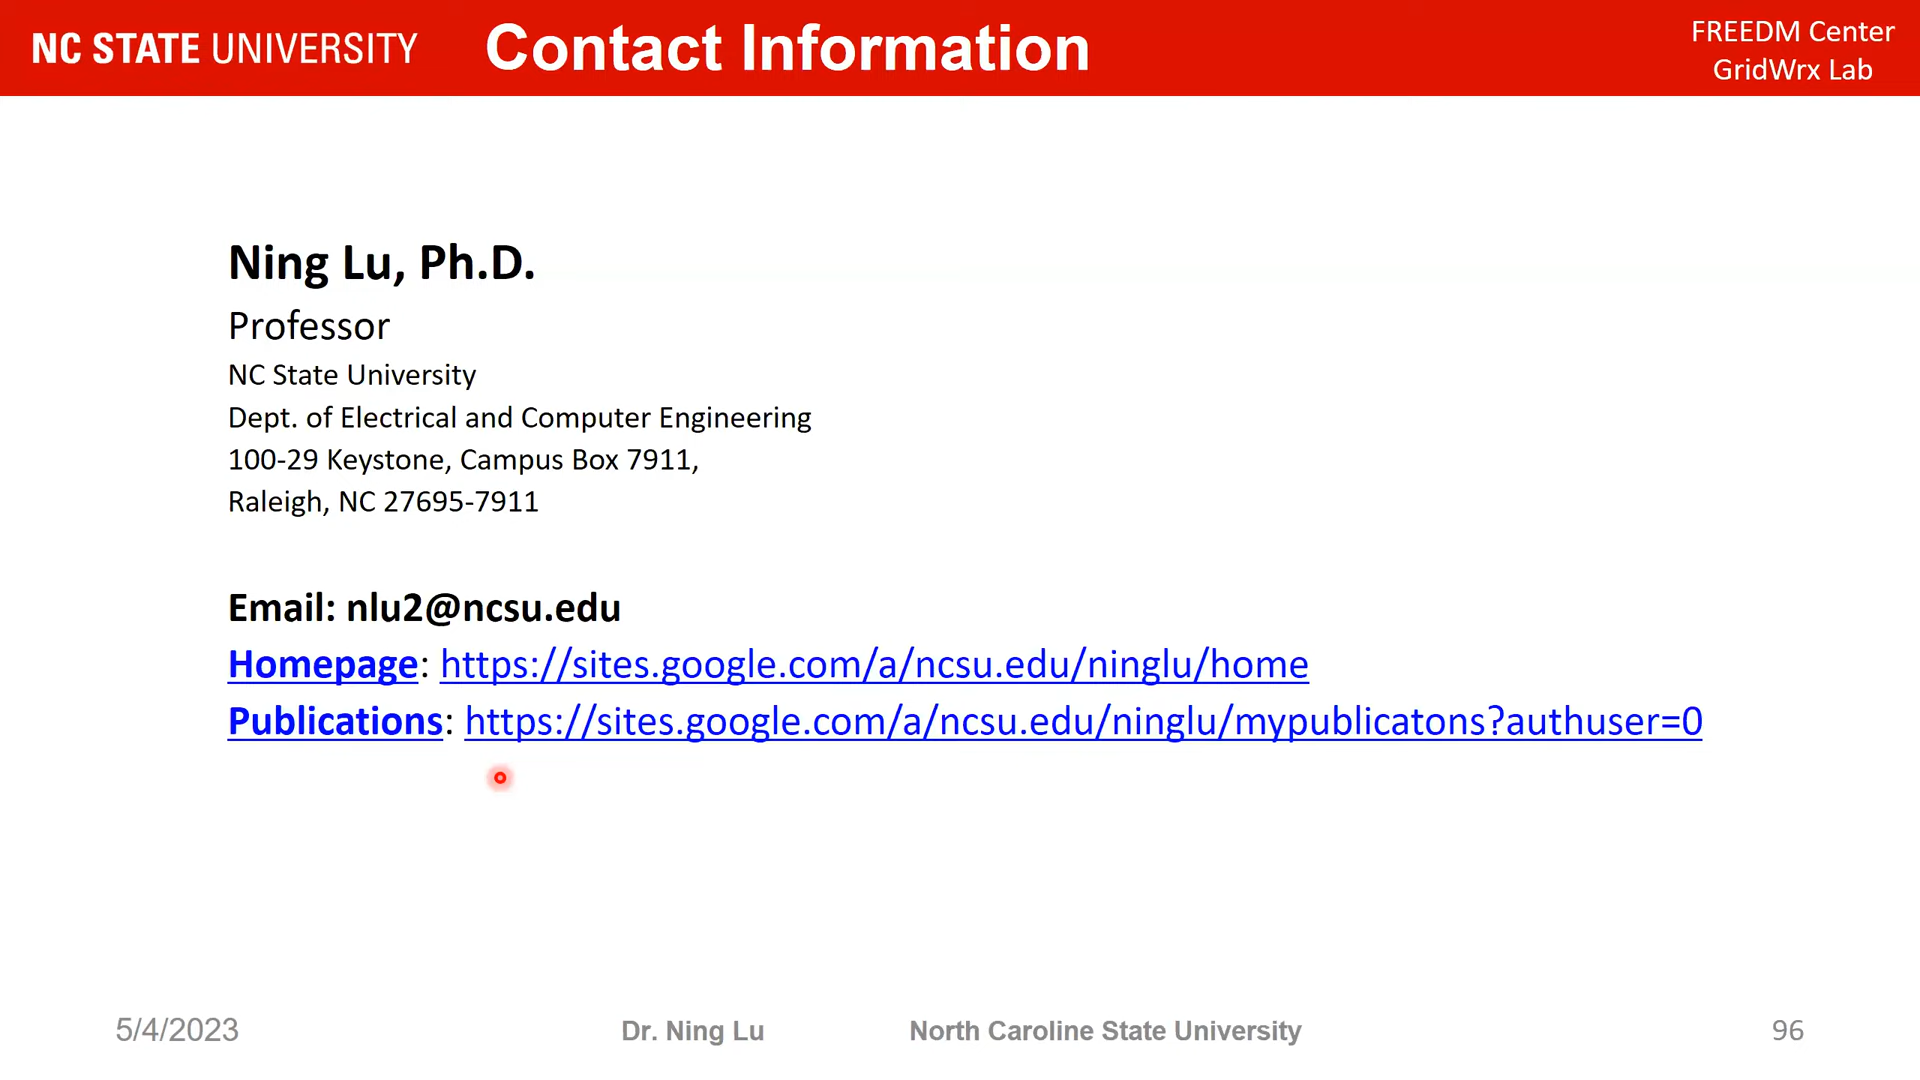 NC STATE UNIVERSITY
Contact Information
FREEDM Center
GridWrx Lab
Ning Lu, Ph.D.
Professor
NC State University
Dept. of Electrical and Computer Engineering
100-29 Keystone, Campus Box 7911,
Raleigh, NC 27695-7911
Email: nlu2@ncsu.edu
Homepage: https://sites.google.com/a/ncsu.edu/ninglu/home
Publications: https://sites.google.com/a/ncsu.edu/ninglu/mypublicatons?authuser=0
5/4/2023
Dr. Ning Lu
North Carolina State University
96